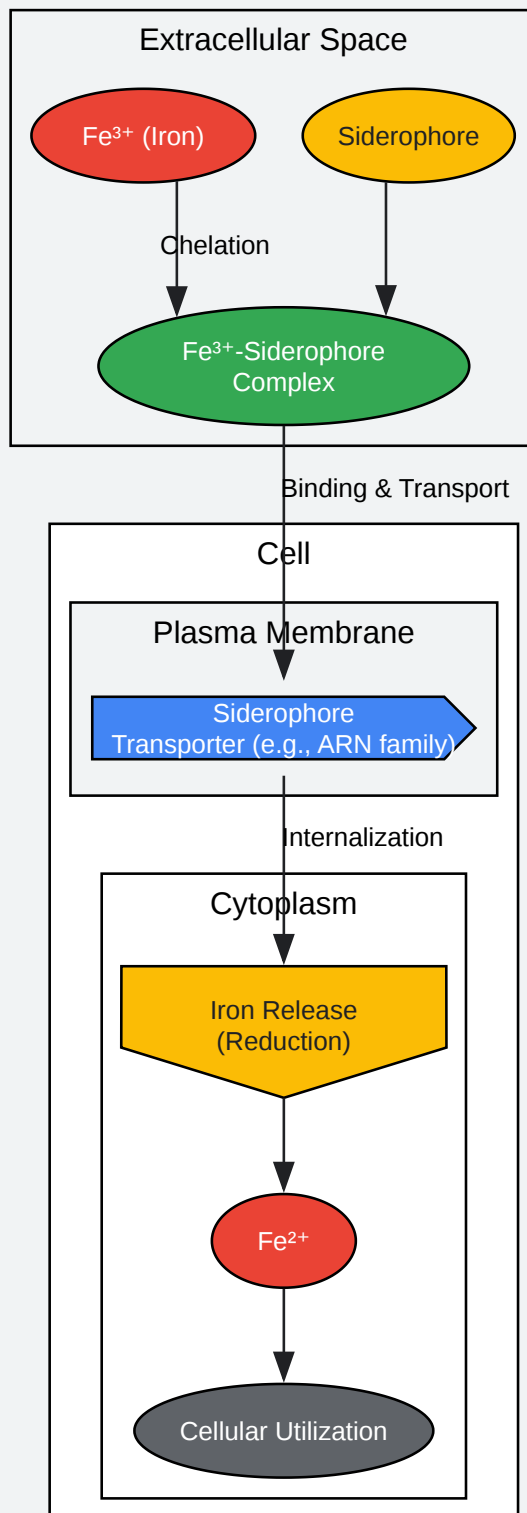 Extracellular Space
Fe³⁺ (Iron)
Siderophore
Chelation
Fe³⁺-Siderophore
Complex
Binding & Transport
Cell
Plasma Membrane
Siderophore
Transporter (e.g., ARN family)
Internalization
Cytoplasm
Iron Release
(Reduction)
Fe²⁺
Cellular Utilization